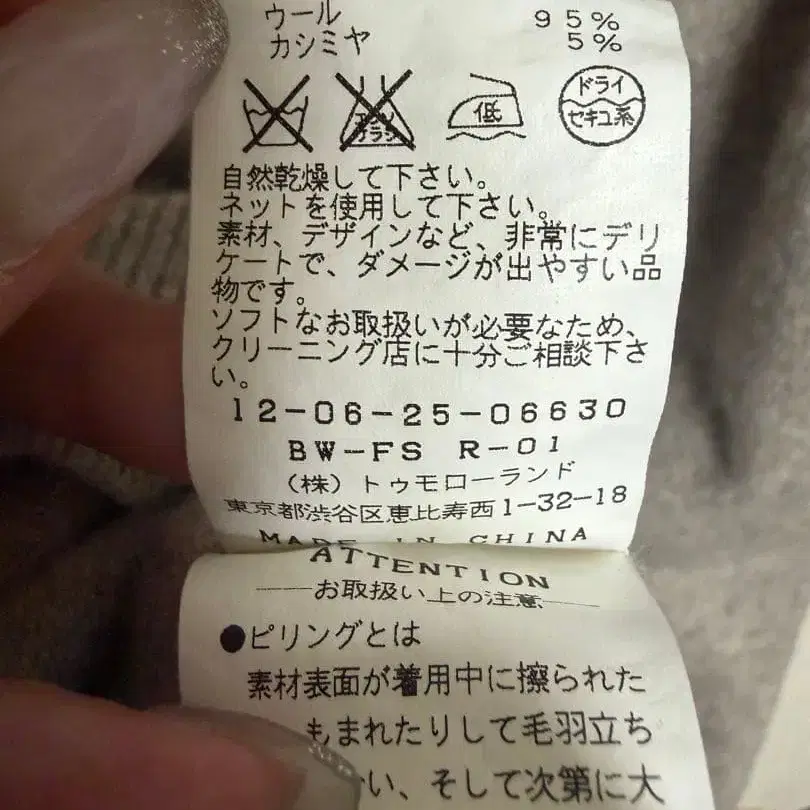 ウール 95%
カシミヤ 5%
低
ドライ
セキユ系
自然乾燥して下さい。
ネットを使用して下さい。
素材、デザインなど、非常にデリ
ケートで、ダメージが出やすい品
物です。
ソフトなお取扱いが必要なため、
クリーニング店に十分ご相談下さ
い。
12-06-25-06630
BW-FS R-01
(株)トゥモローランド
東京都渋谷区恵比寿西1-32-18
MADE IN CHINA
ATTENTION
お取扱い上の注意
●ピリングとは
素材表面が着用中に擦られた
もまれたりして毛羽立ち
い、そして次第に大